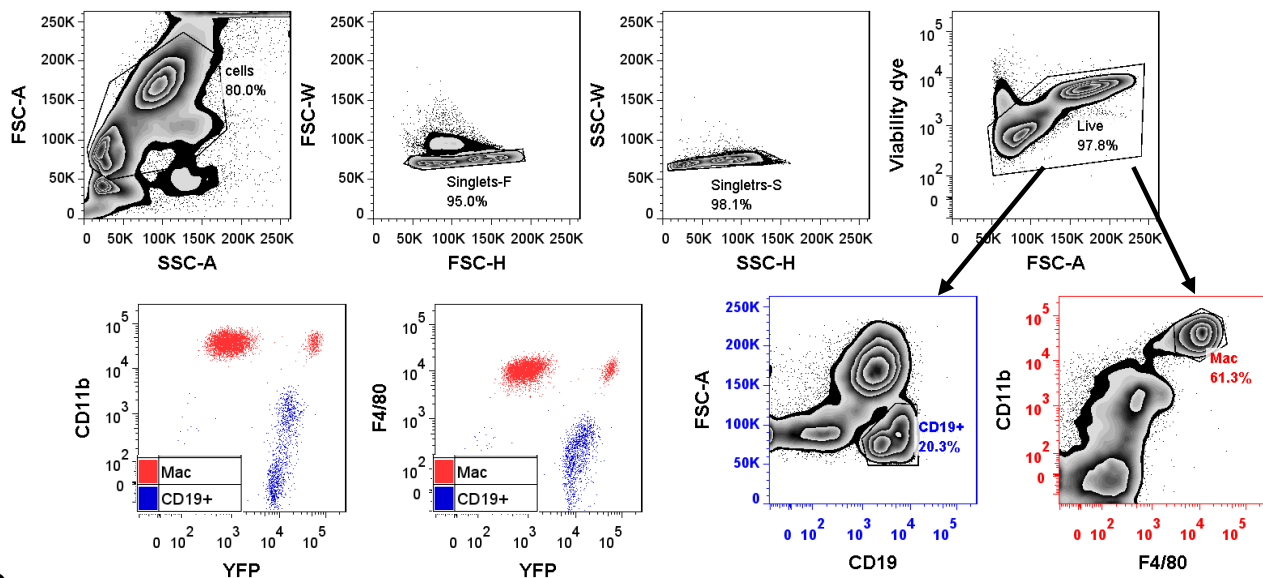 250K
200K
150K
100K
50K
0
FSC-A
cells
80.0%
0 50K 100K 150K 200K 250K
SSC-A
250K
200K
150K
100K
50K
0
FSC-W
Singlets-F
95.0%
0 50K 100K 150K 200K 250K
FSC-H
250K
200K
150K
100K
50K
0
SSC-W
Singletrs-S
98.1%
0 50K 100K 150K 200K 250K
SSC-H
10^5
10^4
10^3
10^2
0
Viability dye
Live
97.8%
0 50K 100K 150K 200K 250K
FSC-A
10^5
10^4
10^3
10^2
0
CD11b
Mac
CD19+
0 10^2 10^3 10^4 10^5
YFP
10^5
10^4
10^3
10^2
0
F4/80
Mac
CD19+
0 10^2 10^3 10^4 10^5
YFP
250K
200K
150K
100K
50K
0
FSC-A
CD19+
20.3%
0 10^2 10^3 10^4 10^5
CD19
10^5
10^4
10^3
10^2
0
CD11b
Mac
61.3%
0 10^2 10^3 10^4 10^5
F4/80